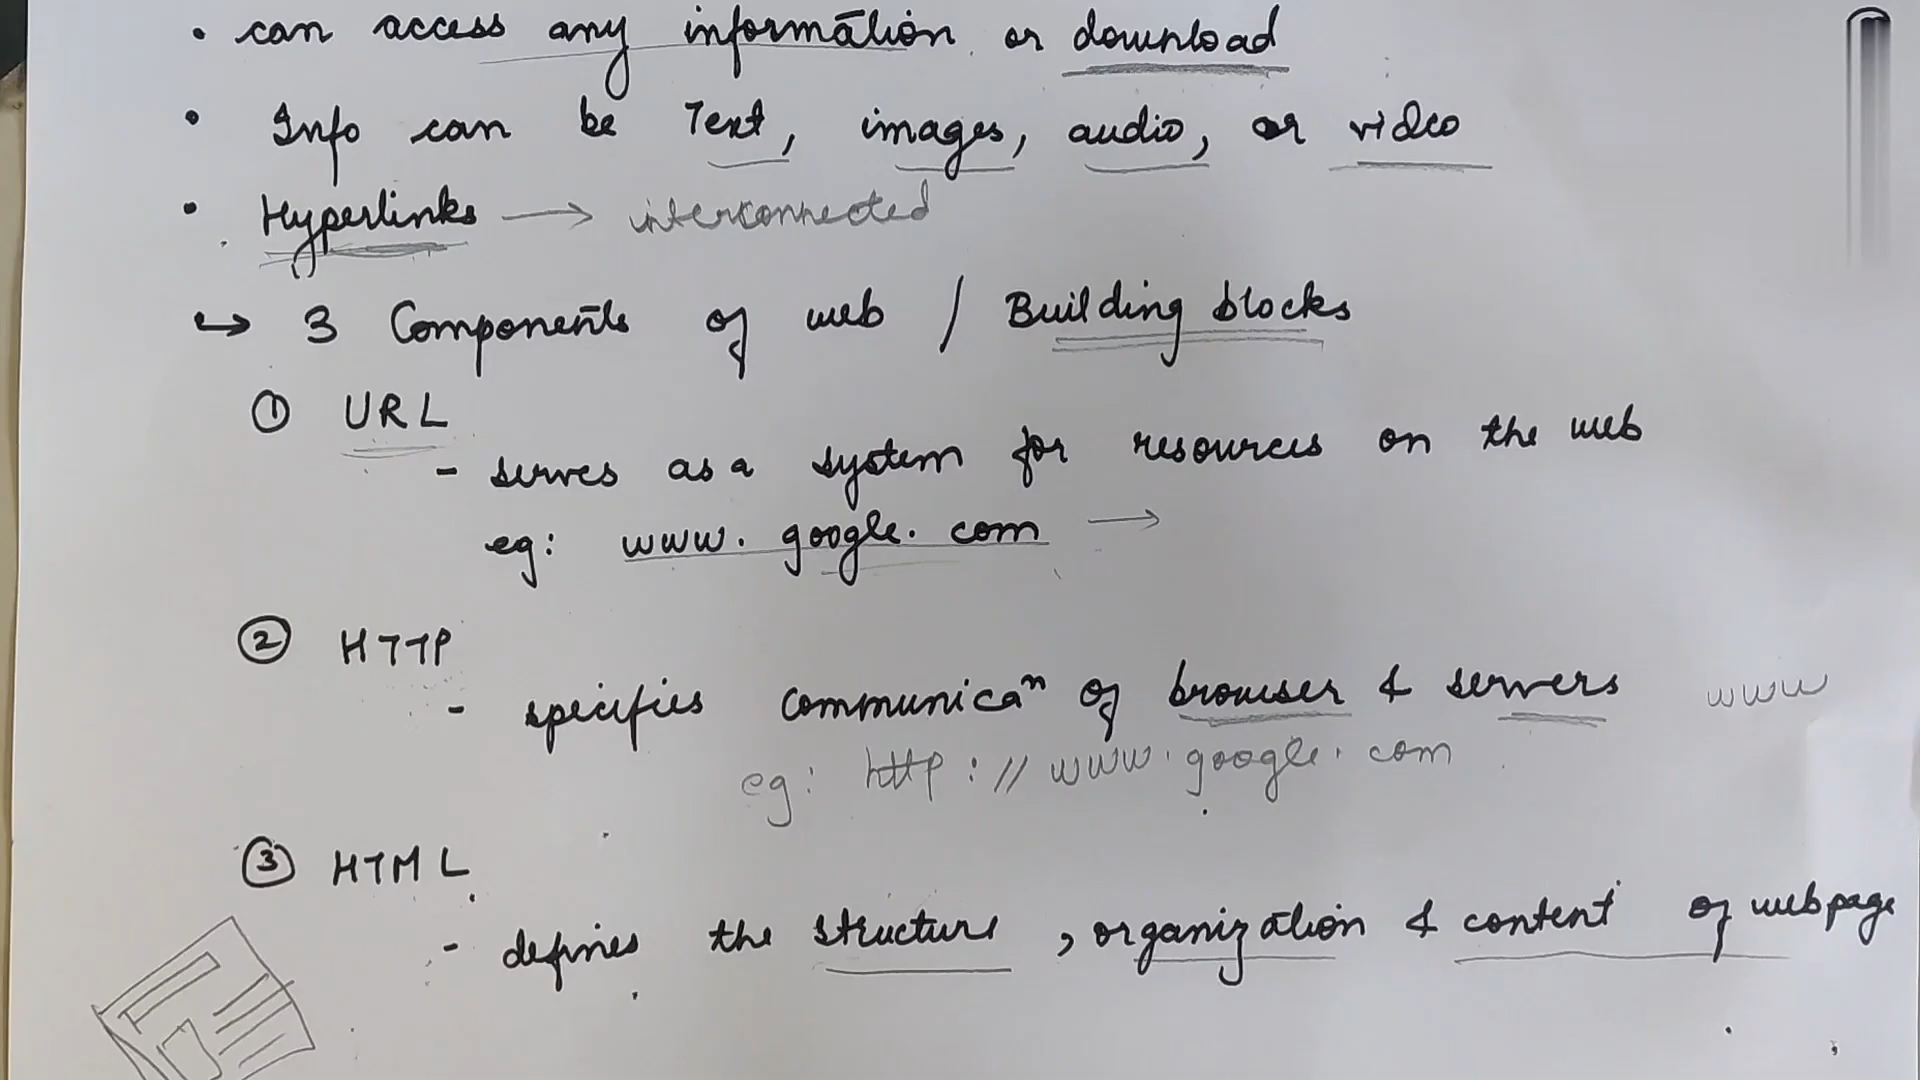 • can access any information or download
• Info can be Text, images, audio, or video
• Hyperlinks → interconnected
↪ 3 Components of web / Building blocks
① URL
- serves as a system for resources on the web
eg: www. google. com →
② HTTP
- specifies communicaⁿ of browser & servers www
eg: http : // www. google. com
③ HTML
- defines the structure , organization & content of webpage